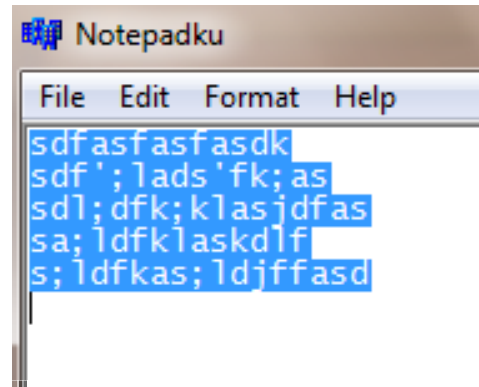 Notepadku
File Edit Format Help
sdfasfasfasdk
sdf';lads'fk;as
sdl;dfk;klasjdfas
sa;ldfklaskdlf
s;ldfkas;ldjffasd